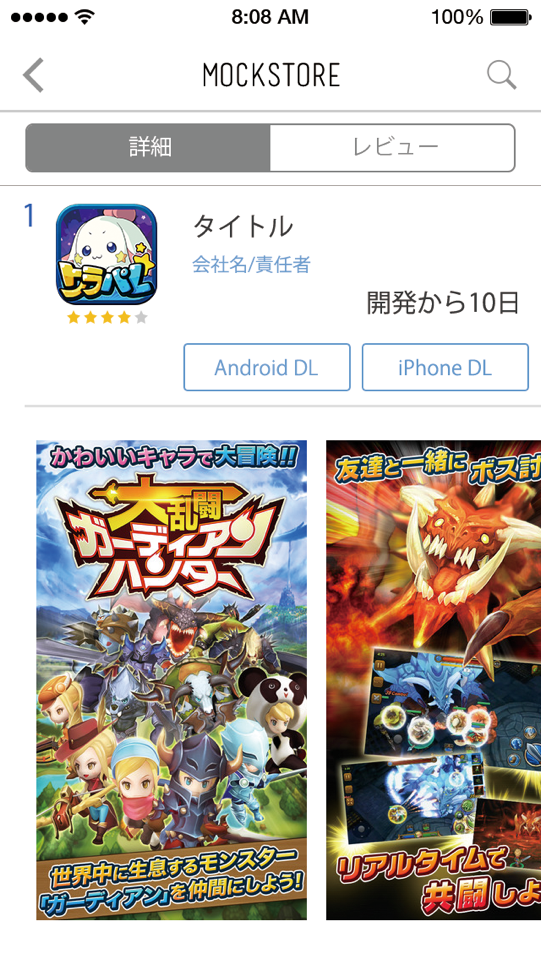 8:08 AM 100%
MOCKSTORE
詳細 レビュー
1
トラパレ
タイトル
会社名/責任者
開発から10日
Android DL iPhone DL
かわいいキャラで大冒険!!
大乱闘
ガーディアン
ハンター
世界中に生息するモンスター
「ガーディアン」を仲間にしよう!
友達と一緒に ボス討
リアルタイムで
共闘しよ